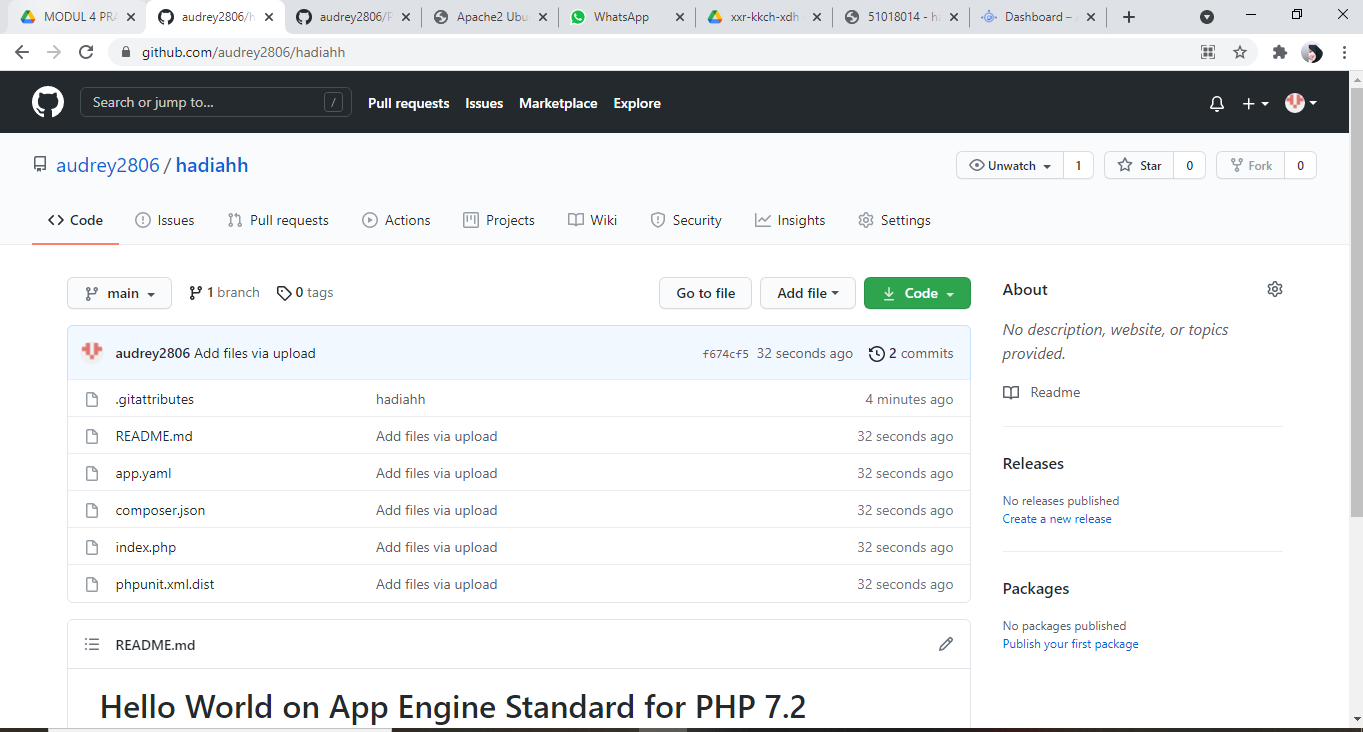 MODUL 4 PRA
audrey2806/h
audrey2806/P
Apache2 Ubu
WhatsApp
xxr-kkch-xdh
51018014 - h
Dashboard –
github.com/audrey2806/hadiahh
Search or jump to... /
Pull requests Issues Marketplace Explore
audrey2806 / hadiahh
Unwatch 1 Star 0 Fork 0
Code Issues Pull requests Actions Projects Wiki Security Insights Settings
main 1 branch 0 tags Go to file Add file Code
audrey2806 Add files via upload f674cf5 32 seconds ago 2 commits
.gitattributes hadiahh 4 minutes ago
README.md Add files via upload 32 seconds ago
app.yaml Add files via upload 32 seconds ago
composer.json Add files via upload 32 seconds ago
index.php Add files via upload 32 seconds ago
phpunit.xml.dist Add files via upload 32 seconds ago
README.md
Hello World on App Engine Standard for PHP 7.2
About
No description, website, or topics
provided.
Readme
Releases
No releases published
Create a new release
Packages
No packages published
Publish your first package